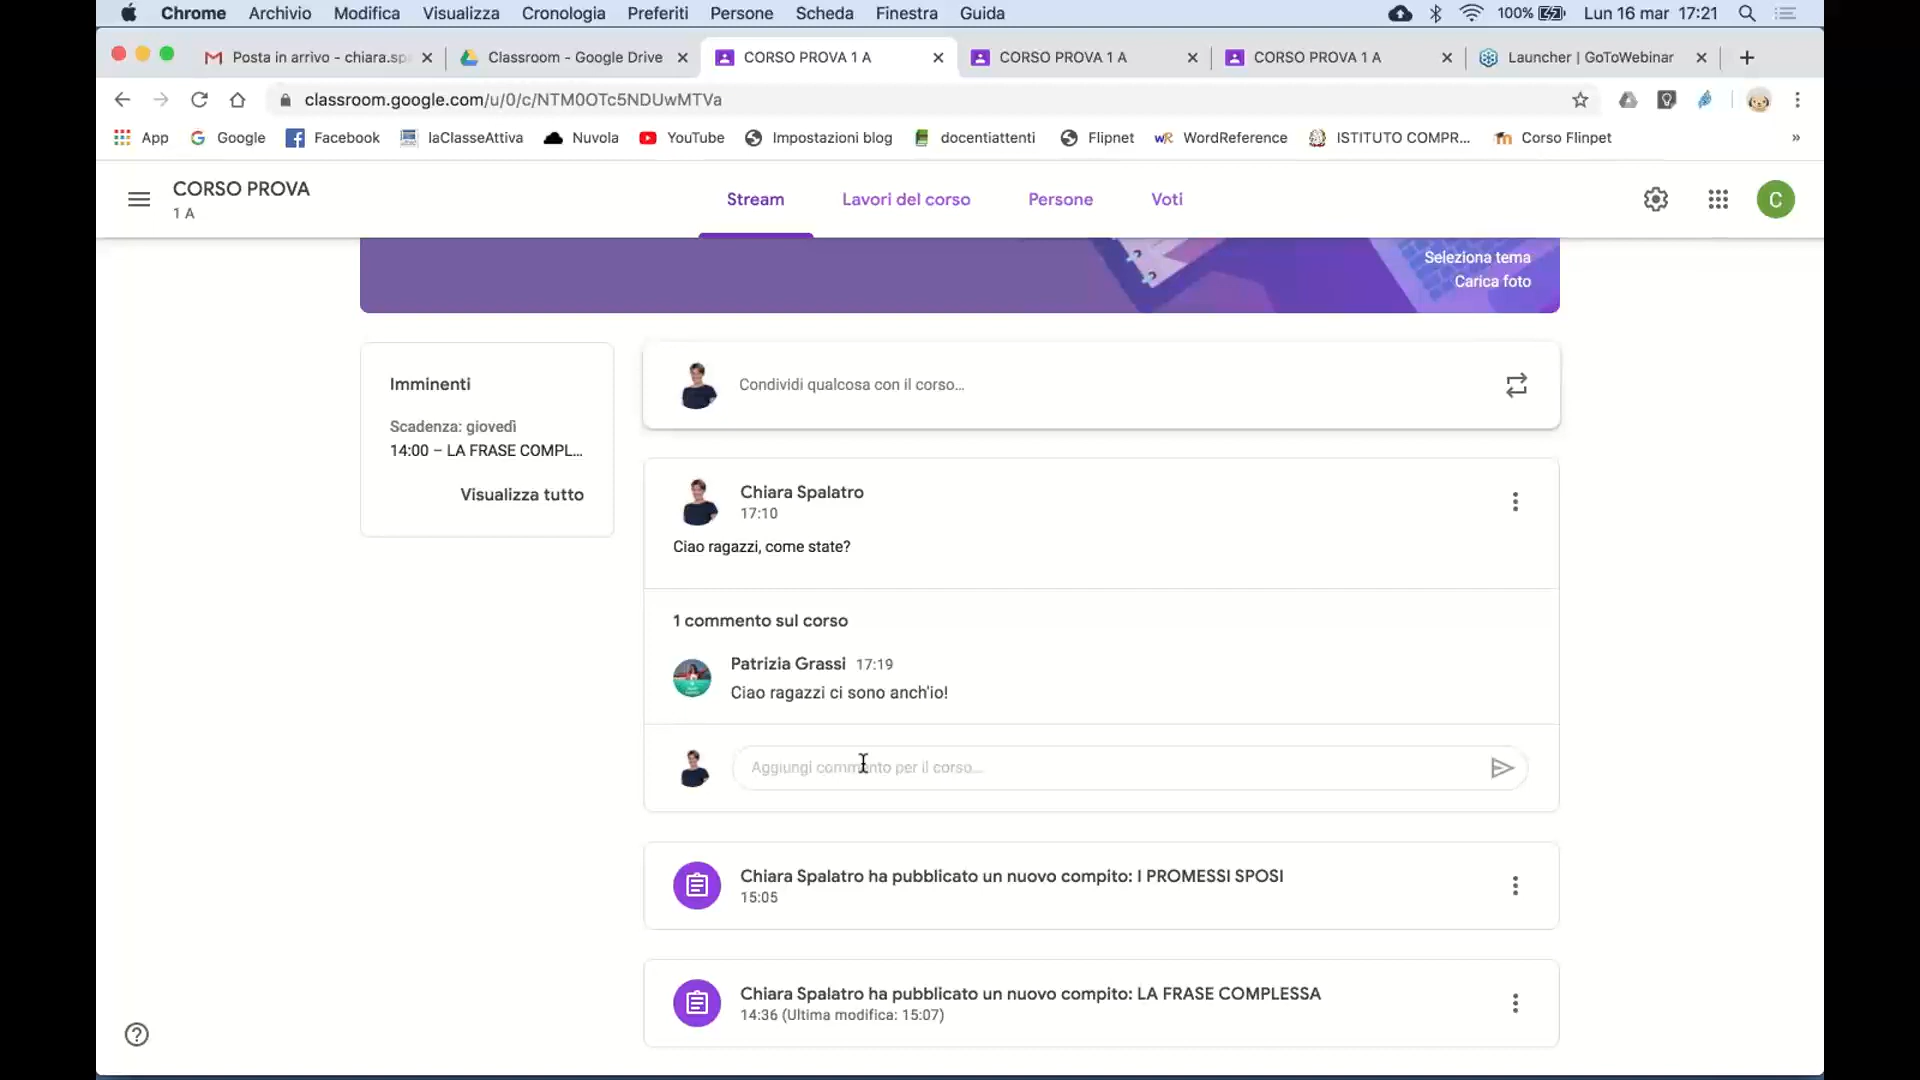 Chrome Archivio Modifica Visualizza Cronologia Preferiti Persone Scheda Finestra Guida 100% Lun 16 mar 17:21
Posta in arrivo - chiara.sp Classroom - Google Drive CORSO PROVA 1 A CORSO PROVA 1 A CORSO PROVA 1 A Launcher | GoToWebinar
classroom.google.com/u/0/c/NTM0OTc5NDUwMTVa
App Google Facebook laClasseAttiva Nuvola YouTube Impostazioni blog docentiattenti Flipnet WordReference ISTITUTO COMPR... Corso Flinpet »
CORSO PROVA
1 A
Stream Lavori del corso Persone Voti
C
Seleziona tema
Carica foto
Imminenti
Scadenza: giovedì
14:00 – LA FRASE COMPL...
Visualizza tutto
Condividi qualcosa con il corso...
Chiara Spalatro
17:10
Ciao ragazzi, come state?
1 commento sul corso
Patrizia Grassi 17:19
Ciao ragazzi ci sono anch'io!
Aggiungi commento per il corso...
Chiara Spalatro ha pubblicato un nuovo compito: I PROMESSI SPOSI
15:05
Chiara Spalatro ha pubblicato un nuovo compito: LA FRASE COMPLESSA
14:36 (Ultima modifica: 15:07)